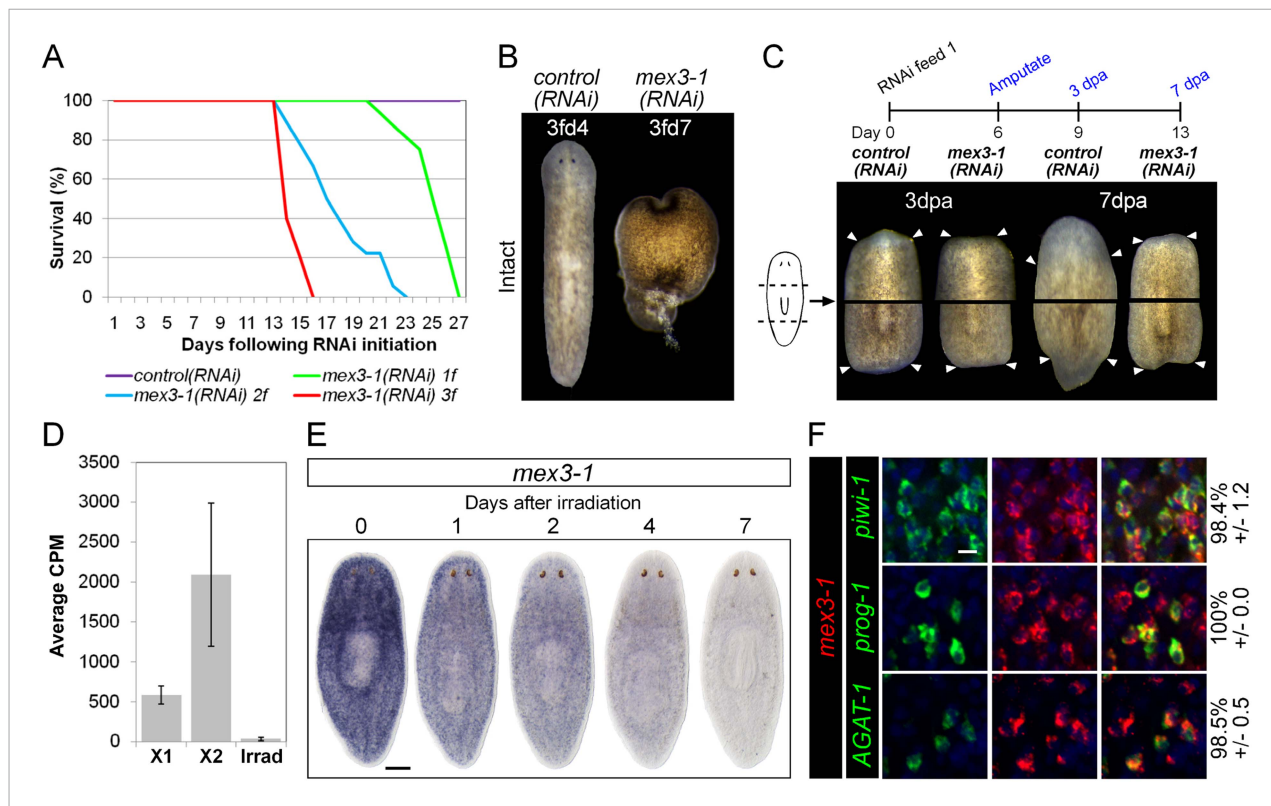 A
Survival (%)
100
80
60
40
20
0
1 3 5 7 9 11 13 15 17 19 21 23 25 27
Days following RNAi initiation
control(RNAi)
mex3-1(RNAi) 1f
mex3-1(RNAi) 2f
mex3-1(RNAi) 3f
B
control
(RNAi)
mex3-1
(RNAi)
3fd4
3fd7
Intact
C
RNAi feed 1
Amputate
3 dpa
7 dpa
Day 0 6 9 13
control
(RNAi)
mex3-1
(RNAi)
control
(RNAi)
mex3-1
(RNAi)
3dpa
7dpa
D
Average CPM
3500
3000
2500
2000
1500
1000
500
0
X1 X2 Irrad
E
mex3-1
Days after irradiation
0 1 2 4 7
F
mex3-1
piwi-1
98.4%
+/- 1.2
prog-1
100%
+/- 0.0
AGAT-1
98.5%
+/- 0.5